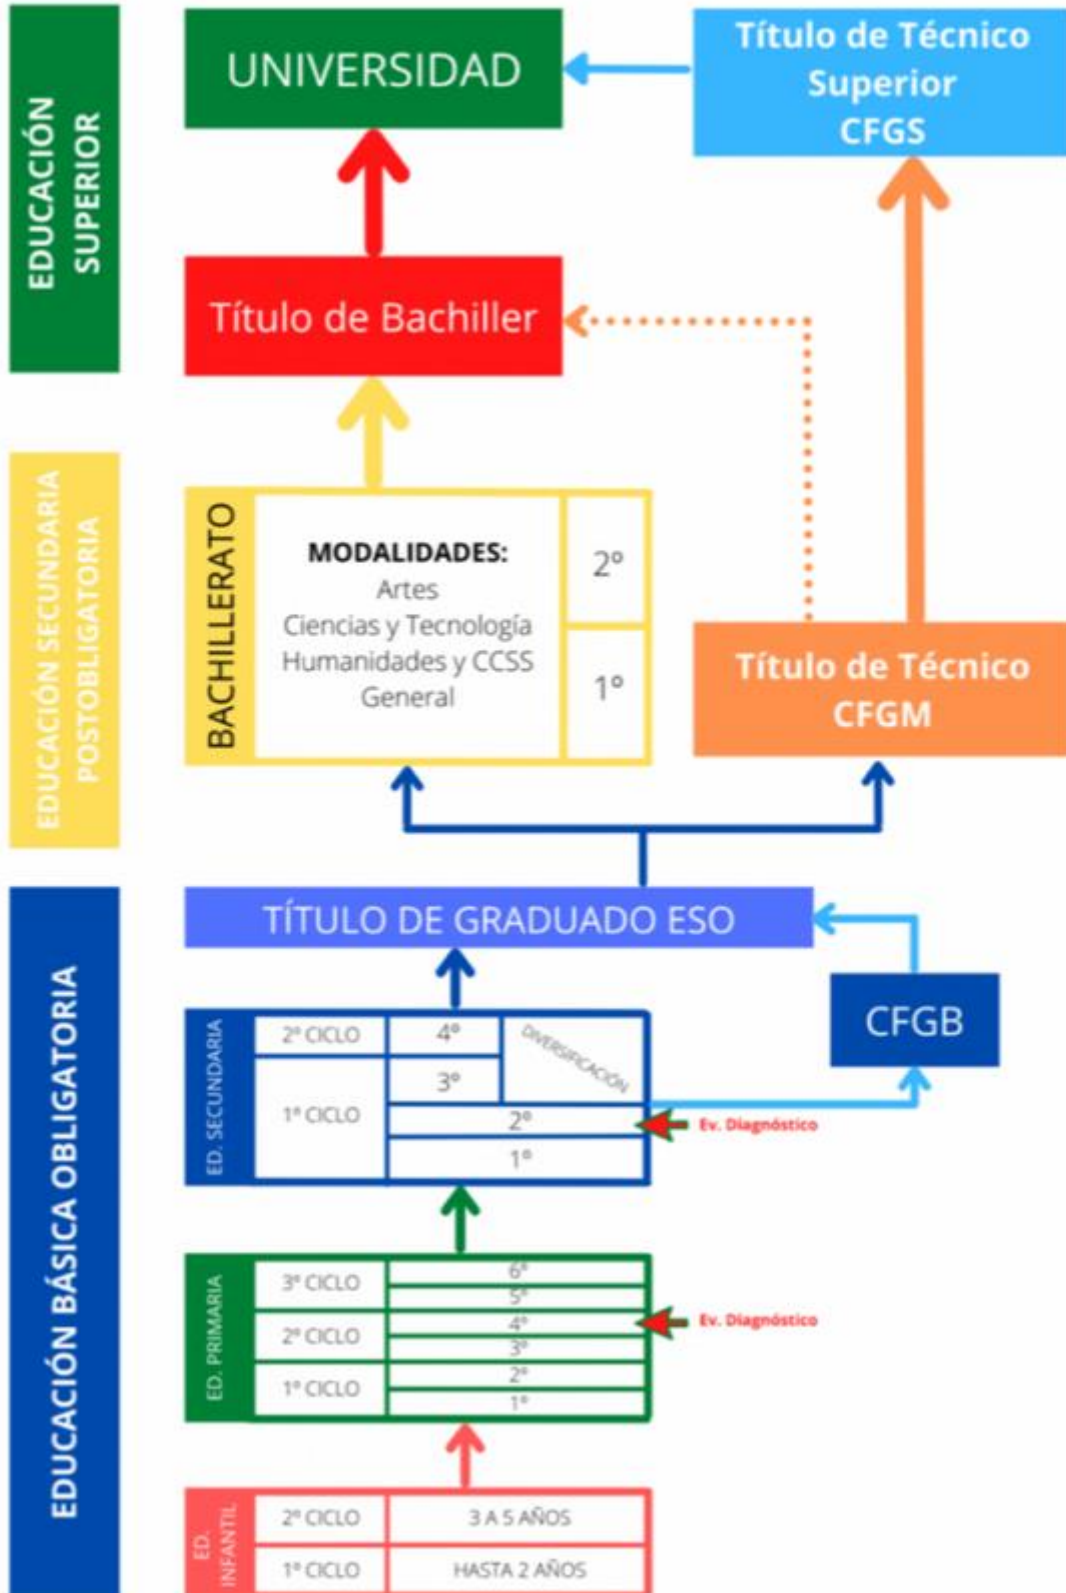 EDUCACIÓN
SUPERIOR
UNIVERSIDAD
Título de Técnico
Superior
CFGS
Título de Bachiller
EDUCACIÓN SECUNDARIA
POSTOBLIGATORIA
BACHILLERATO
MODALIDADES:
Artes
Ciencias y Tecnología
Humanidades y CCSS
General
2º
1º
Título de Técnico
CFGM
EDUCACIÓN BÁSICA OBLIGATORIA
TÍTULO DE GRADUADO ESO
CFGB
ED. SECUNDARIA
2º CICLO
4º
DIVERSIFICACIÓN
3º
1º CICLO
2º
Ev. Diagnóstico
1º
ED. PRIMARIA
3º CICLO
6º
5º
2º CICLO
4º
Ev. Diagnóstico
3º
1º CICLO
2º
1º
ED.
INFANTIL
2º CICLO
3 A 5 AÑOS
1º CICLO
HASTA 2 AÑOS